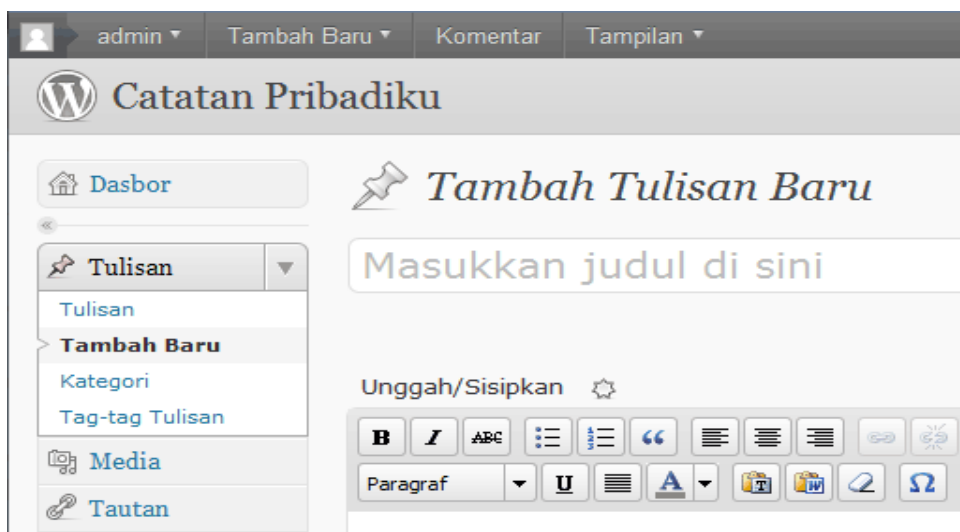 admin Tambah Baru Komentar Tampilan
Catatan Pribadiku
Dasbor
Tambah Tulisan Baru
Tulisan
Masukkan judul di sini
Tulisan
Tambah Baru
Kategori
Tag-tag Tulisan
Media
Tautan
Unggah/Sisipkan
B I ABC
Paragraf U A T W Ω